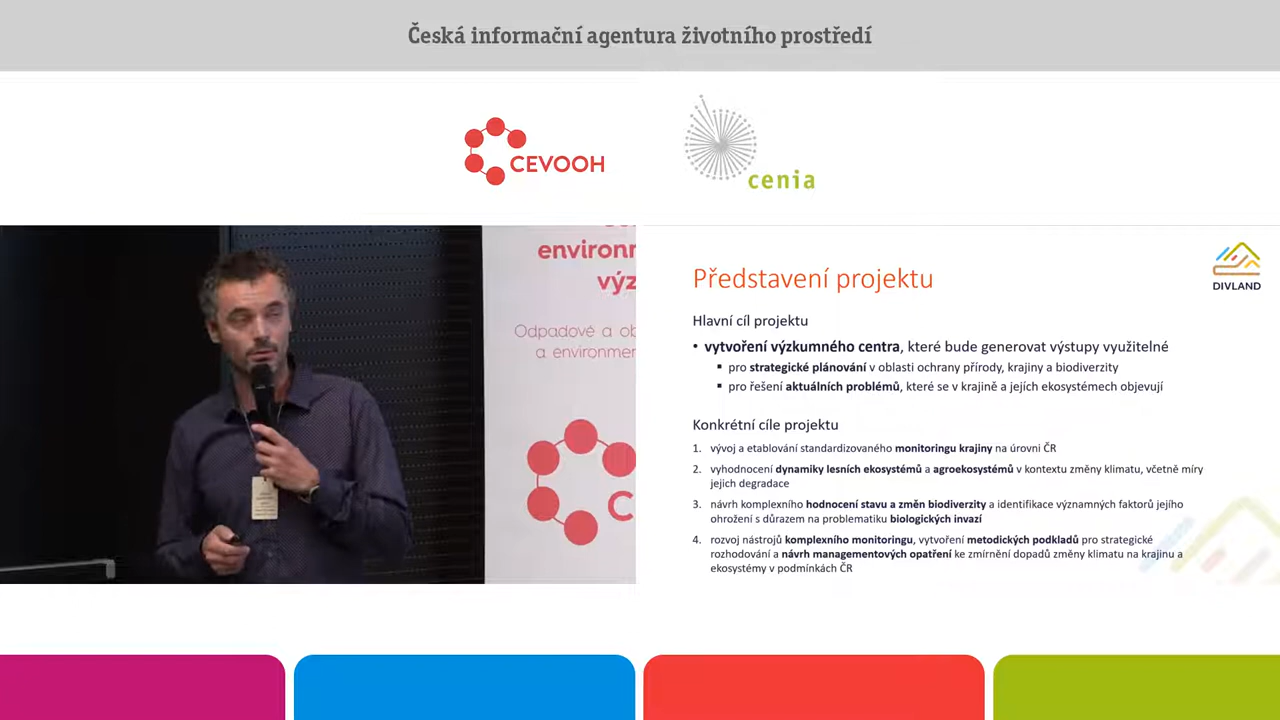 Česká informační agentura životního prostředí
CEVOOH
cenia
environm
výz
Odpadové a ob
a environmen
C
DIVLAND
Představení projektu
Hlavní cíl projektu
• vytvoření výzkumného centra, které bude generovat výstupy využitelné
▪ pro strategické plánování v oblasti ochrany přírody, krajiny a biodiverzity
▪ pro řešení aktuálních problémů, které se v krajině a jejích ekosystémech objevují
Konkrétní cíle projektu
1. vývoj a etablování standardizovaného monitoringu krajiny na úrovni ČR
2. vyhodnocení dynamiky lesních ekosystémů a agroekosystémů v kontextu změny klimatu, včetně míry
jejich degradace
3. návrh komplexního hodnocení stavu a změn biodiverzity a identifikace významných faktorů jejího
ohrožení s důrazem na problematiku biologických invazí
4. rozvoj nástrojů komplexního monitoringu, vytvoření metodických podkladů pro strategické
rozhodování a návrh managementových opatření ke zmírnění dopadů změny klimatu na krajinu a
ekosystémy v podmínkách ČR